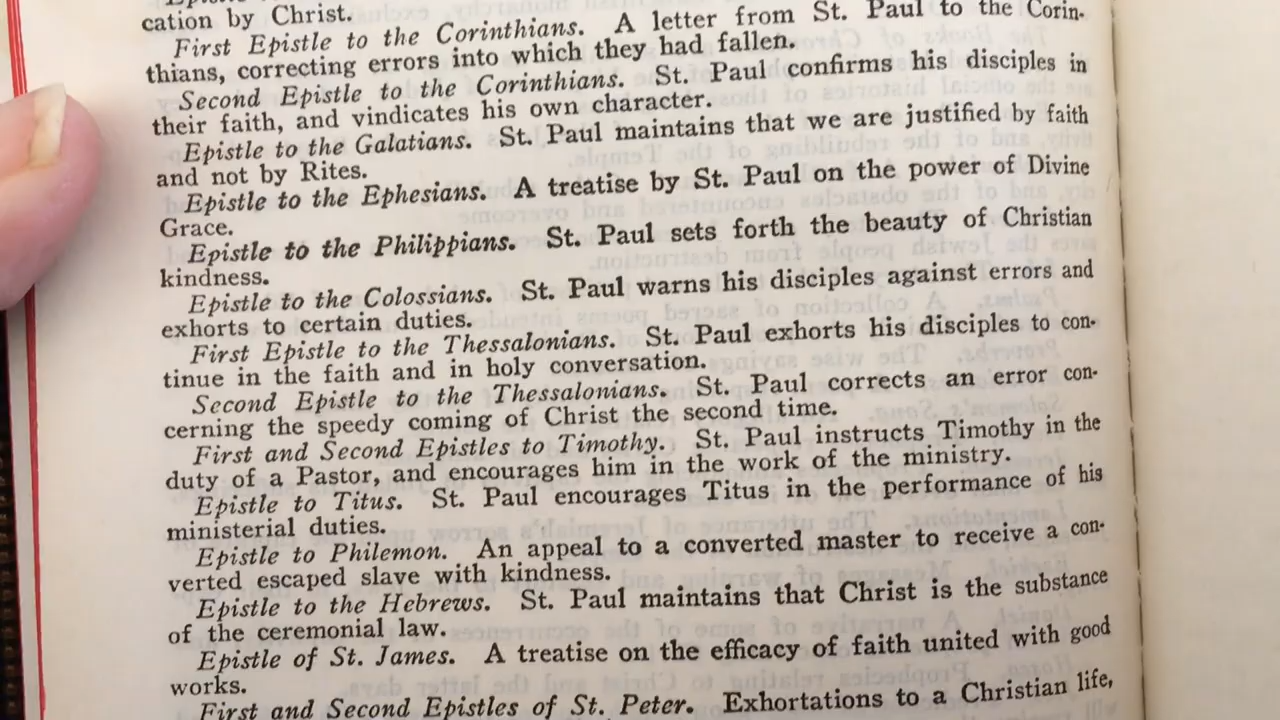 cation by Christ.
First Epistle to the Corinthians. A letter from St. Paul to the Corin-
thians, correcting errors into which they had fallen.
Second Epistle to the Corinthians. St. Paul confirms his disciples in
their faith, and vindicates his own character.
Epistle to the Galatians. St. Paul maintains that we are justified by faith
and not by Rites.
Epistle to the Ephesians. A treatise by St. Paul on the power of Divine
Grace.
Epistle to the Philippians. St. Paul sets forth the beauty of Christian
kindness.
Epistle to the Colossians. St. Paul warns his disciples against errors and
exhorts to certain duties.
First Epistle to the Thessalonians. St. Paul exhorts his disciples to con-
tinue in the faith and in holy conversation.
Second Epistle to the Thessalonians. St. Paul corrects an error con-
cerning the speedy coming of Christ the second time.
First and Second Epistles to Timothy. St. Paul instructs Timothy in the
duty of a Pastor, and encourages him in the work of the ministry.
Epistle to Titus. St. Paul encourages Titus in the performance of his
ministerial duties.
Epistle to Philemon. An appeal to a converted master to receive a con-
verted escaped slave with kindness.
Epistle to the Hebrews. St. Paul maintains that Christ is the substance
of the ceremonial law.
Epistle of St. James. A treatise on the efficacy of faith united with good
works.
First and Second Epistles of St. Peter. Exhortations to a Christian life,